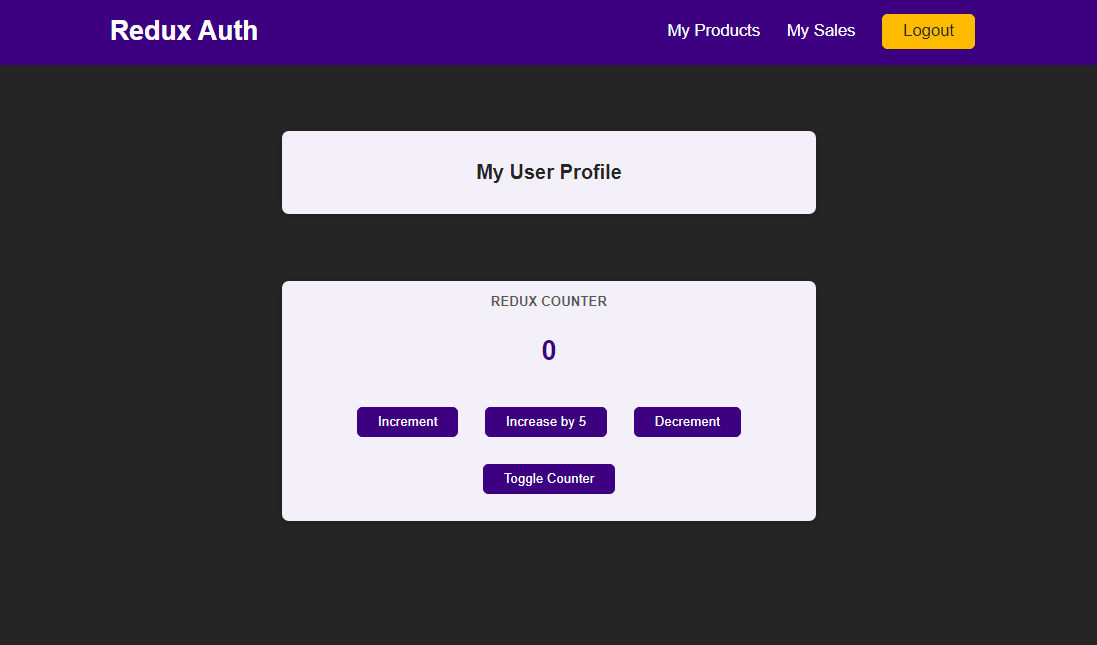 Redux Auth
My Products My Sales Logout
My User Profile
REDUX COUNTER
0
Increment Increase by 5 Decrement
Toggle Counter